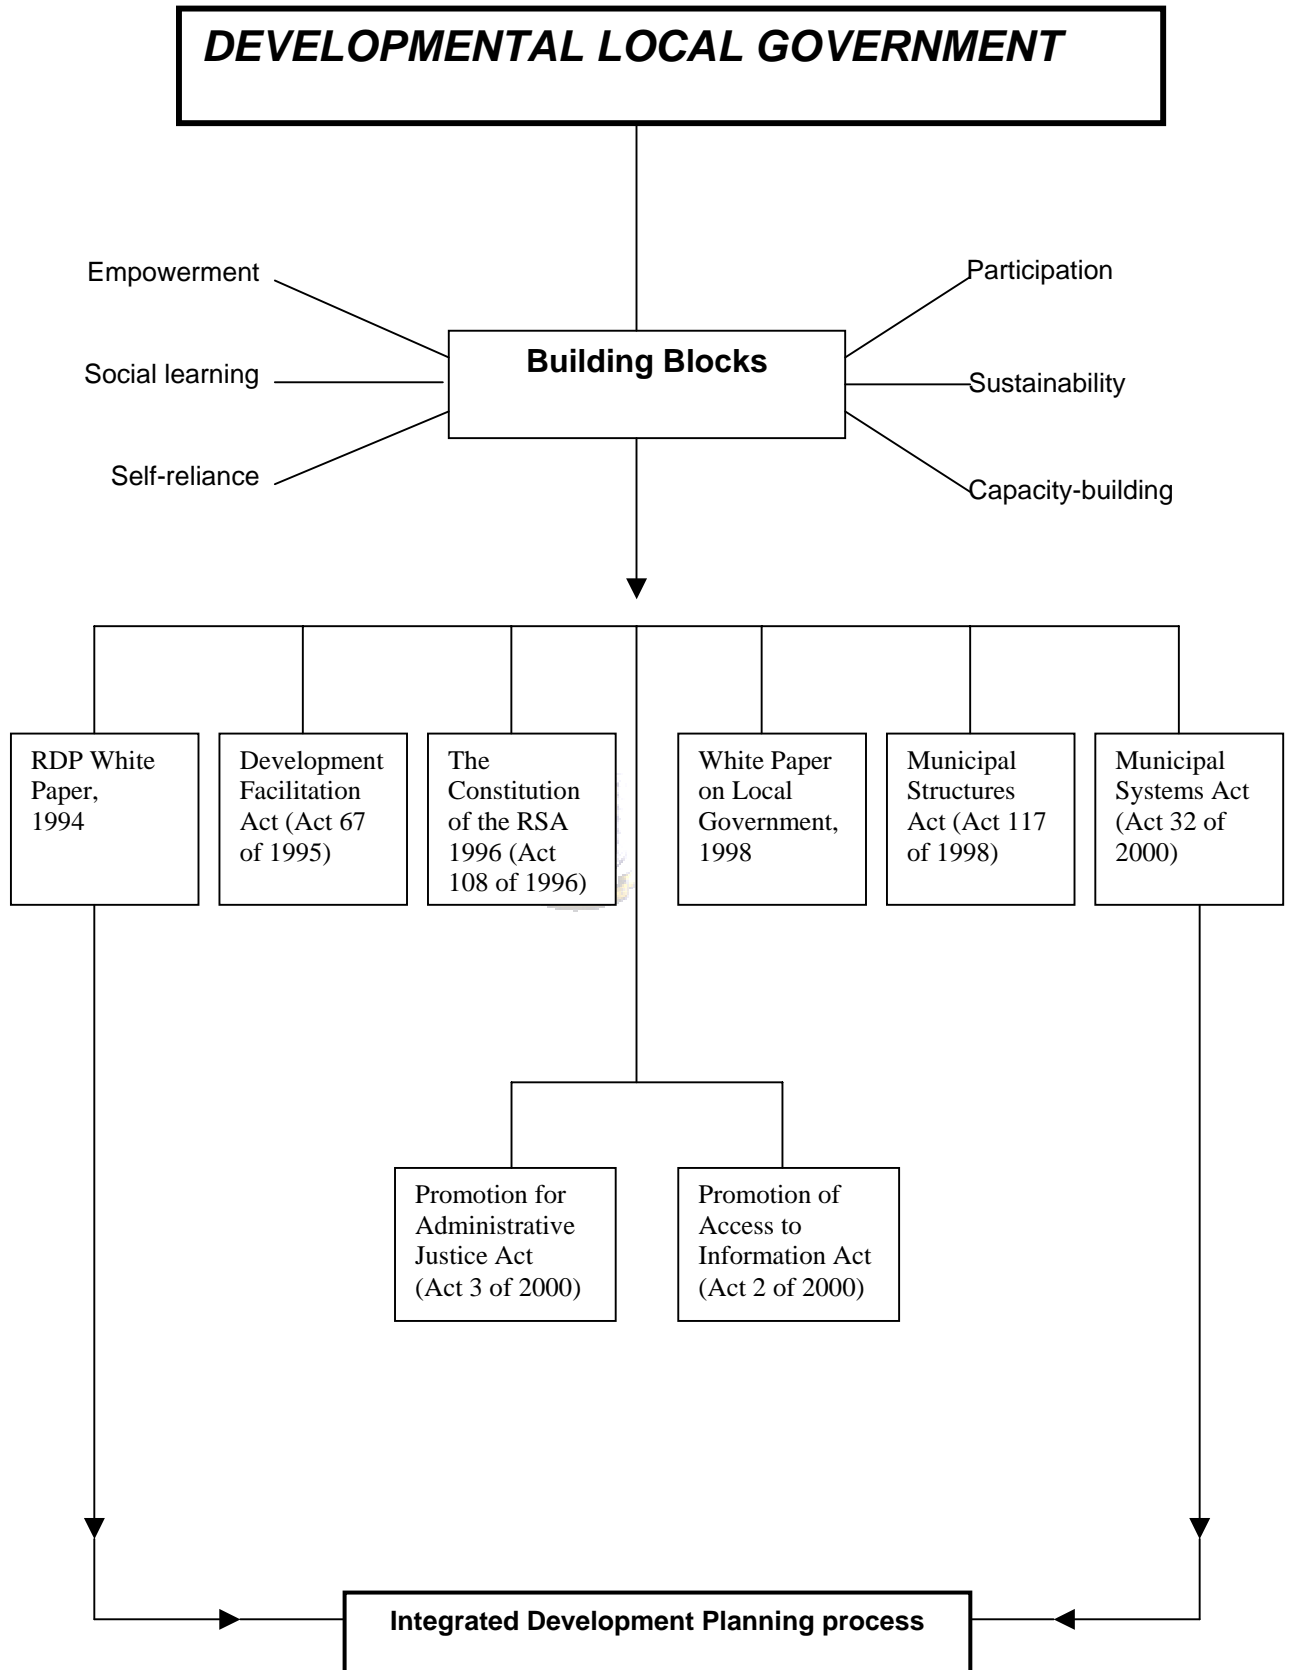 DEVELOPMENTAL LOCAL GOVERNMENT
Empowerment
Social learning
Self-reliance
Building Blocks
Participation
Sustainability
Capacity-building
RDP White
Paper,
1994
Development
Facilitation
Act (Act 67
of 1995)
The
Constitution
of the RSA
1996 (Act
108 of 1996)
White Paper
on Local
Government,
1998
Municipal
Structures
Act (Act 117
of 1998)
Municipal
Systems Act
(Act 32 of
2000)
Promotion for
Administrative
Justice Act
(Act 3 of 2000)
Promotion of
Access to
Information Act
(Act 2 of 2000)
Integrated Development Planning process